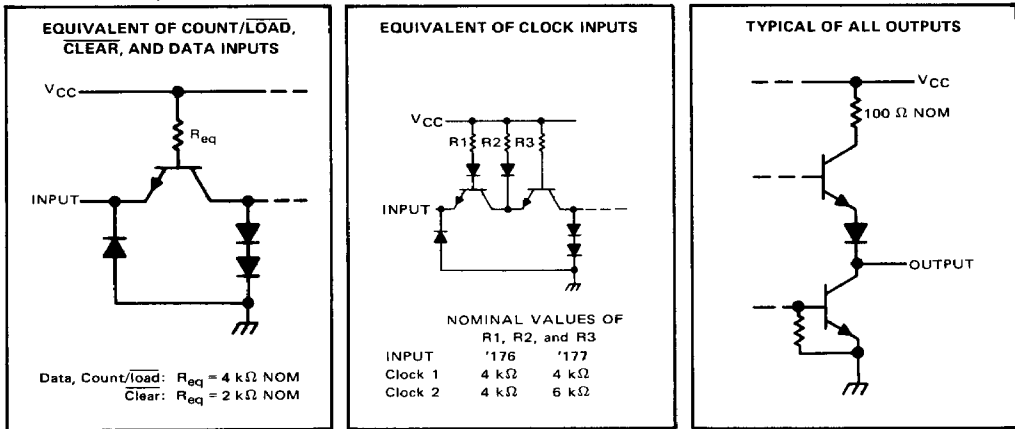 EQUIVALENT OF COUNT/LOAD,
CLEAR, AND DATA INPUTS
VCC
Req
INPUT
Data, Count/load: Req = 4 kΩ NOM
Clear: Req = 2 kΩ NOM
EQUIVALENT OF CLOCK INPUTS
VCC
R1 R2 R3
INPUT
NOMINAL VALUES OF
R1, R2, and R3
INPUT '176 '177
Clock 1 4 kΩ 4 kΩ
Clock 2 4 kΩ 6 kΩ
TYPICAL OF ALL OUTPUTS
VCC
100 Ω NOM
OUTPUT